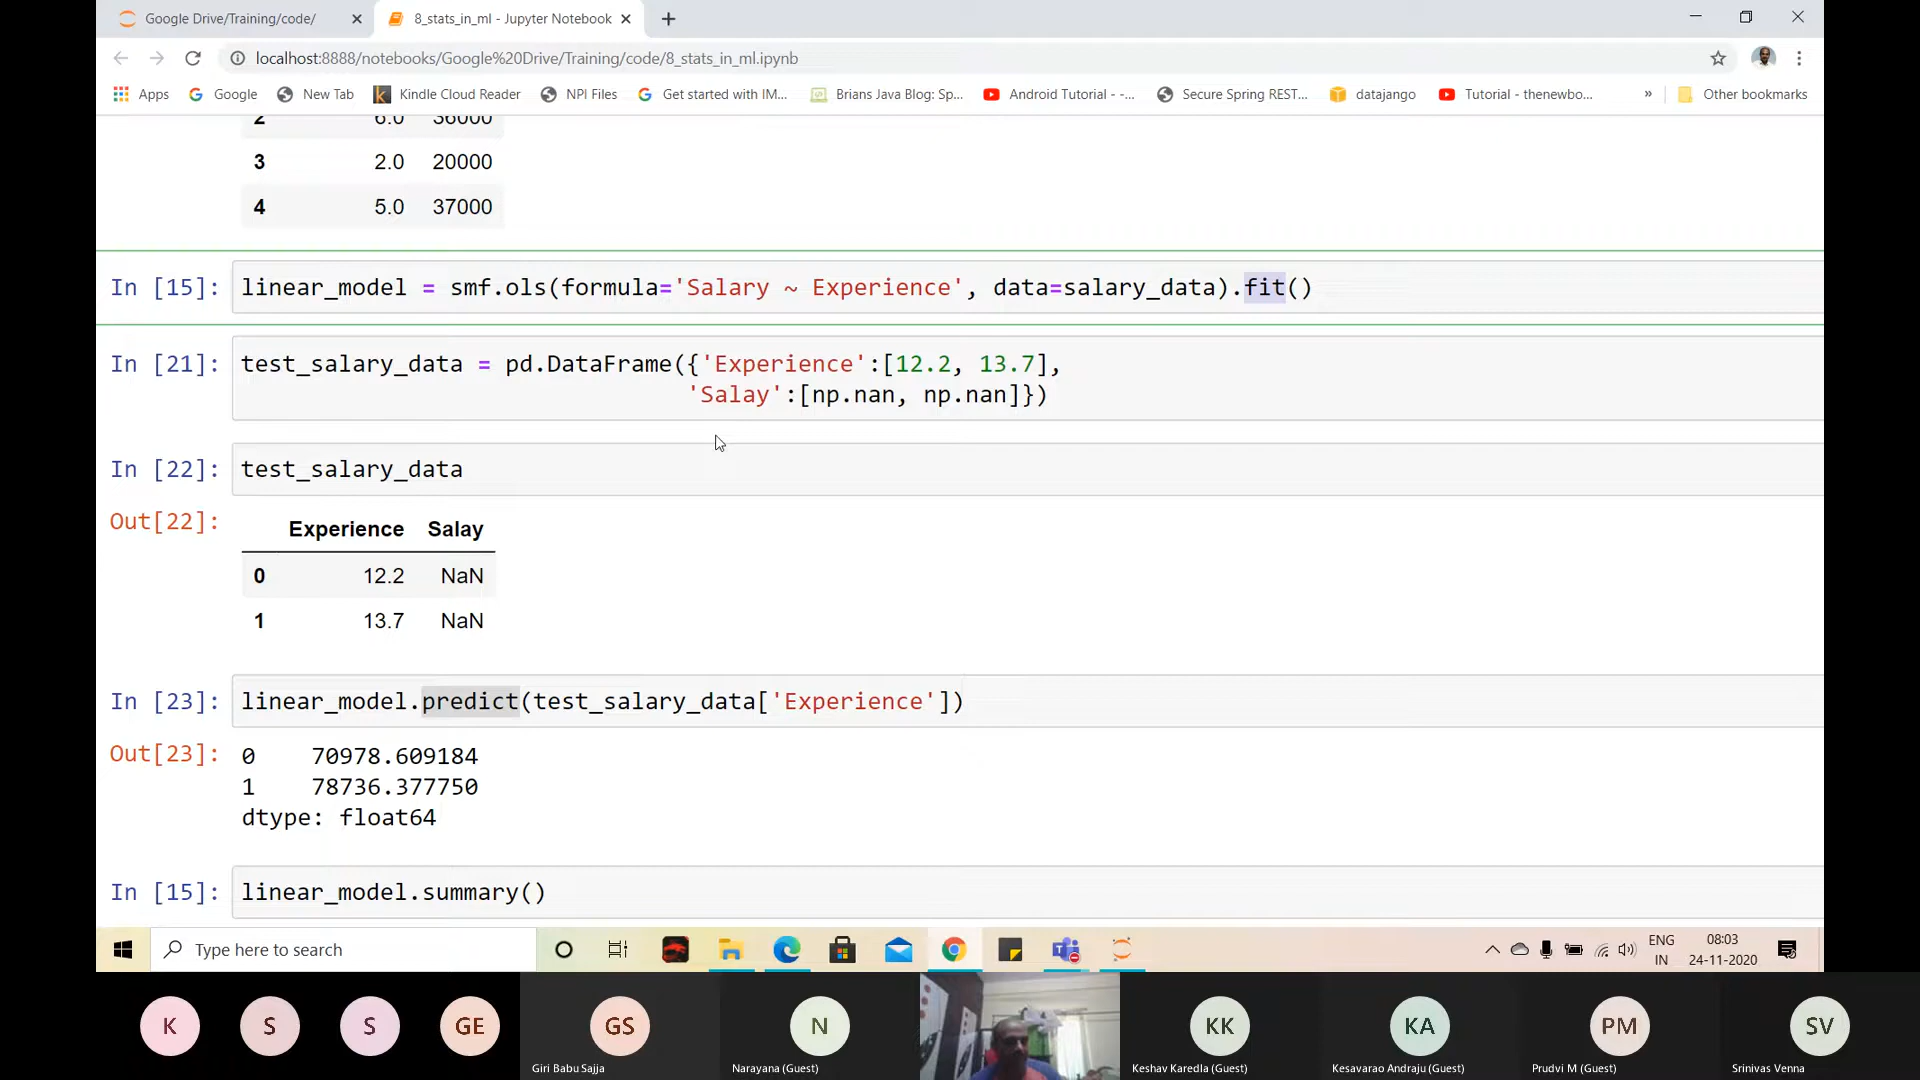 Google Drive/Training/code/
8_stats_in_ml - Jupyter Notebook
localhost:8888/notebooks/Google%20Drive/Training/code/8_stats_in_ml.ipynb
Apps Google New Tab Kindle Cloud Reader NPI Files Get started with IM... Brians Java Blog: Sp... Android Tutorial - -... Secure Spring REST... datajango Tutorial - thenewbo... » Other bookmarks
2 6.0 36000
3 2.0 20000
4 5.0 37000
In [15]: linear_model = smf.ols(formula='Salary ~ Experience', data=salary_data).fit()
In [21]: test_salary_data = pd.DataFrame({'Experience':[12.2, 13.7],
'Salay':[np.nan, np.nan]})
In [22]: test_salary_data
Out[22]:
Experience Salay
0 12.2 NaN
1 13.7 NaN
In [23]: linear_model.predict(test_salary_data['Experience'])
Out[23]: 0 70978.609184
1 78736.377750
dtype: float64
In [15]: linear_model.summary()
Type here to search
ENG
IN
08:03
24-11-2020
K S S GE GS N KK KA PM SV
Giri Babu Sajja Narayana (Guest) Keshav Karedla (Guest) Kesavarao Andraju (Guest) Prudvi M (Guest) Srinivas Venna